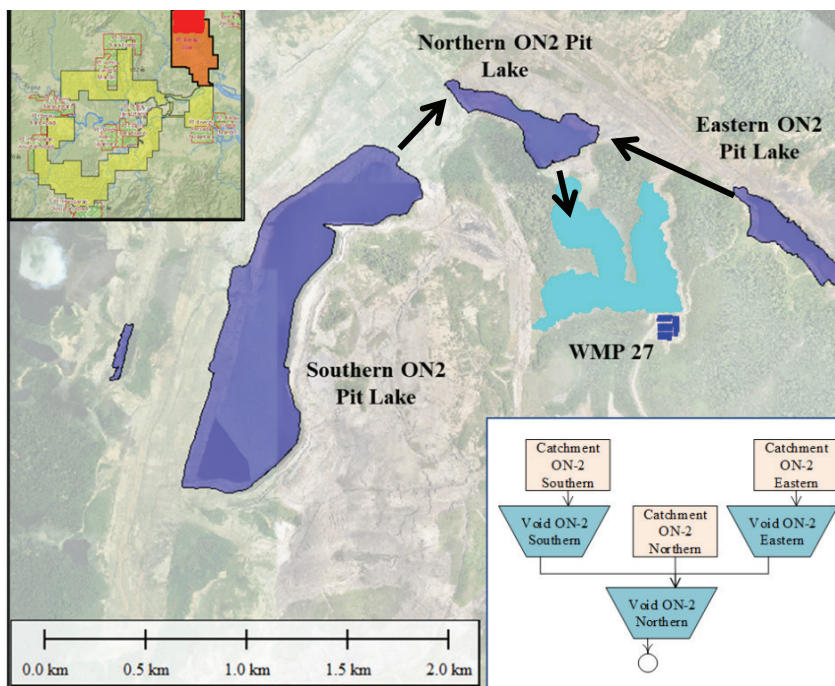 Northern ON2 Pit
Lake
Eastern ON2
Pit Lake
WMP 27
Southern ON2
Pit Lake
Catchment
ON-2
Southern
Catchment
ON-2
Eastern
Void ON-2
Southern
Catchment
ON-2
Northern
Void ON-2
Eastern
Void ON-2
Northern
0.0 km
0.5 km
1.0 km
1.5 km
2.0 km